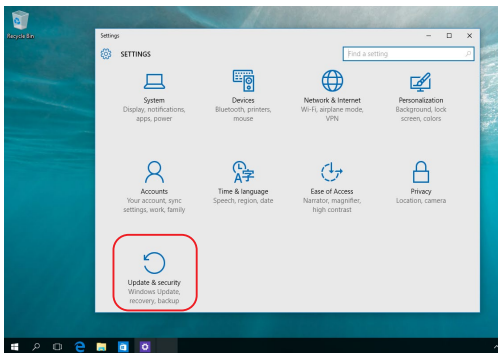 Recycle Bin
Settings
SETTINGS
Find a setting
System
Display, notifications,
apps, power
Devices
Bluetooth, printers,
mouse
Network & Internet
Wi-Fi, airplane mode,
VPN
Personalization
Background, lock
screen, colors
Accounts
Your account, sync
settings, work, family
Time & language
Speech, region, date
Ease of Access
Narrator, magnifier,
high contrast
Privacy
Location, camera
Update & security
Windows Update,
recovery, backup